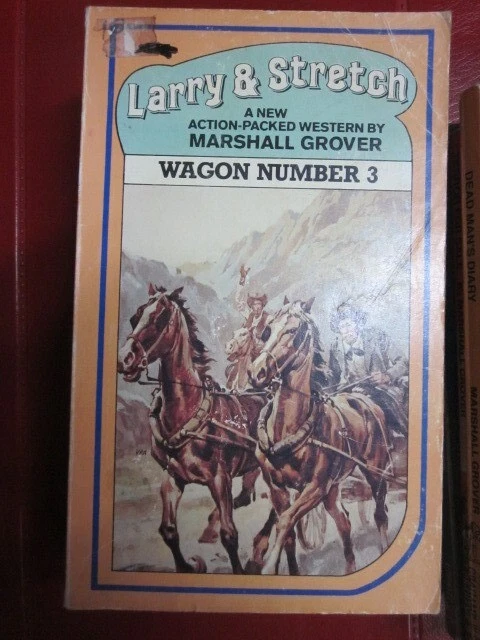 Larry & Stretch
A NEW
ACTION-PACKED WESTERN BY
MARSHALL GROVER
WAGON NUMBER 3
DEAD MAN'S DIARY
MARSHALL GROVER